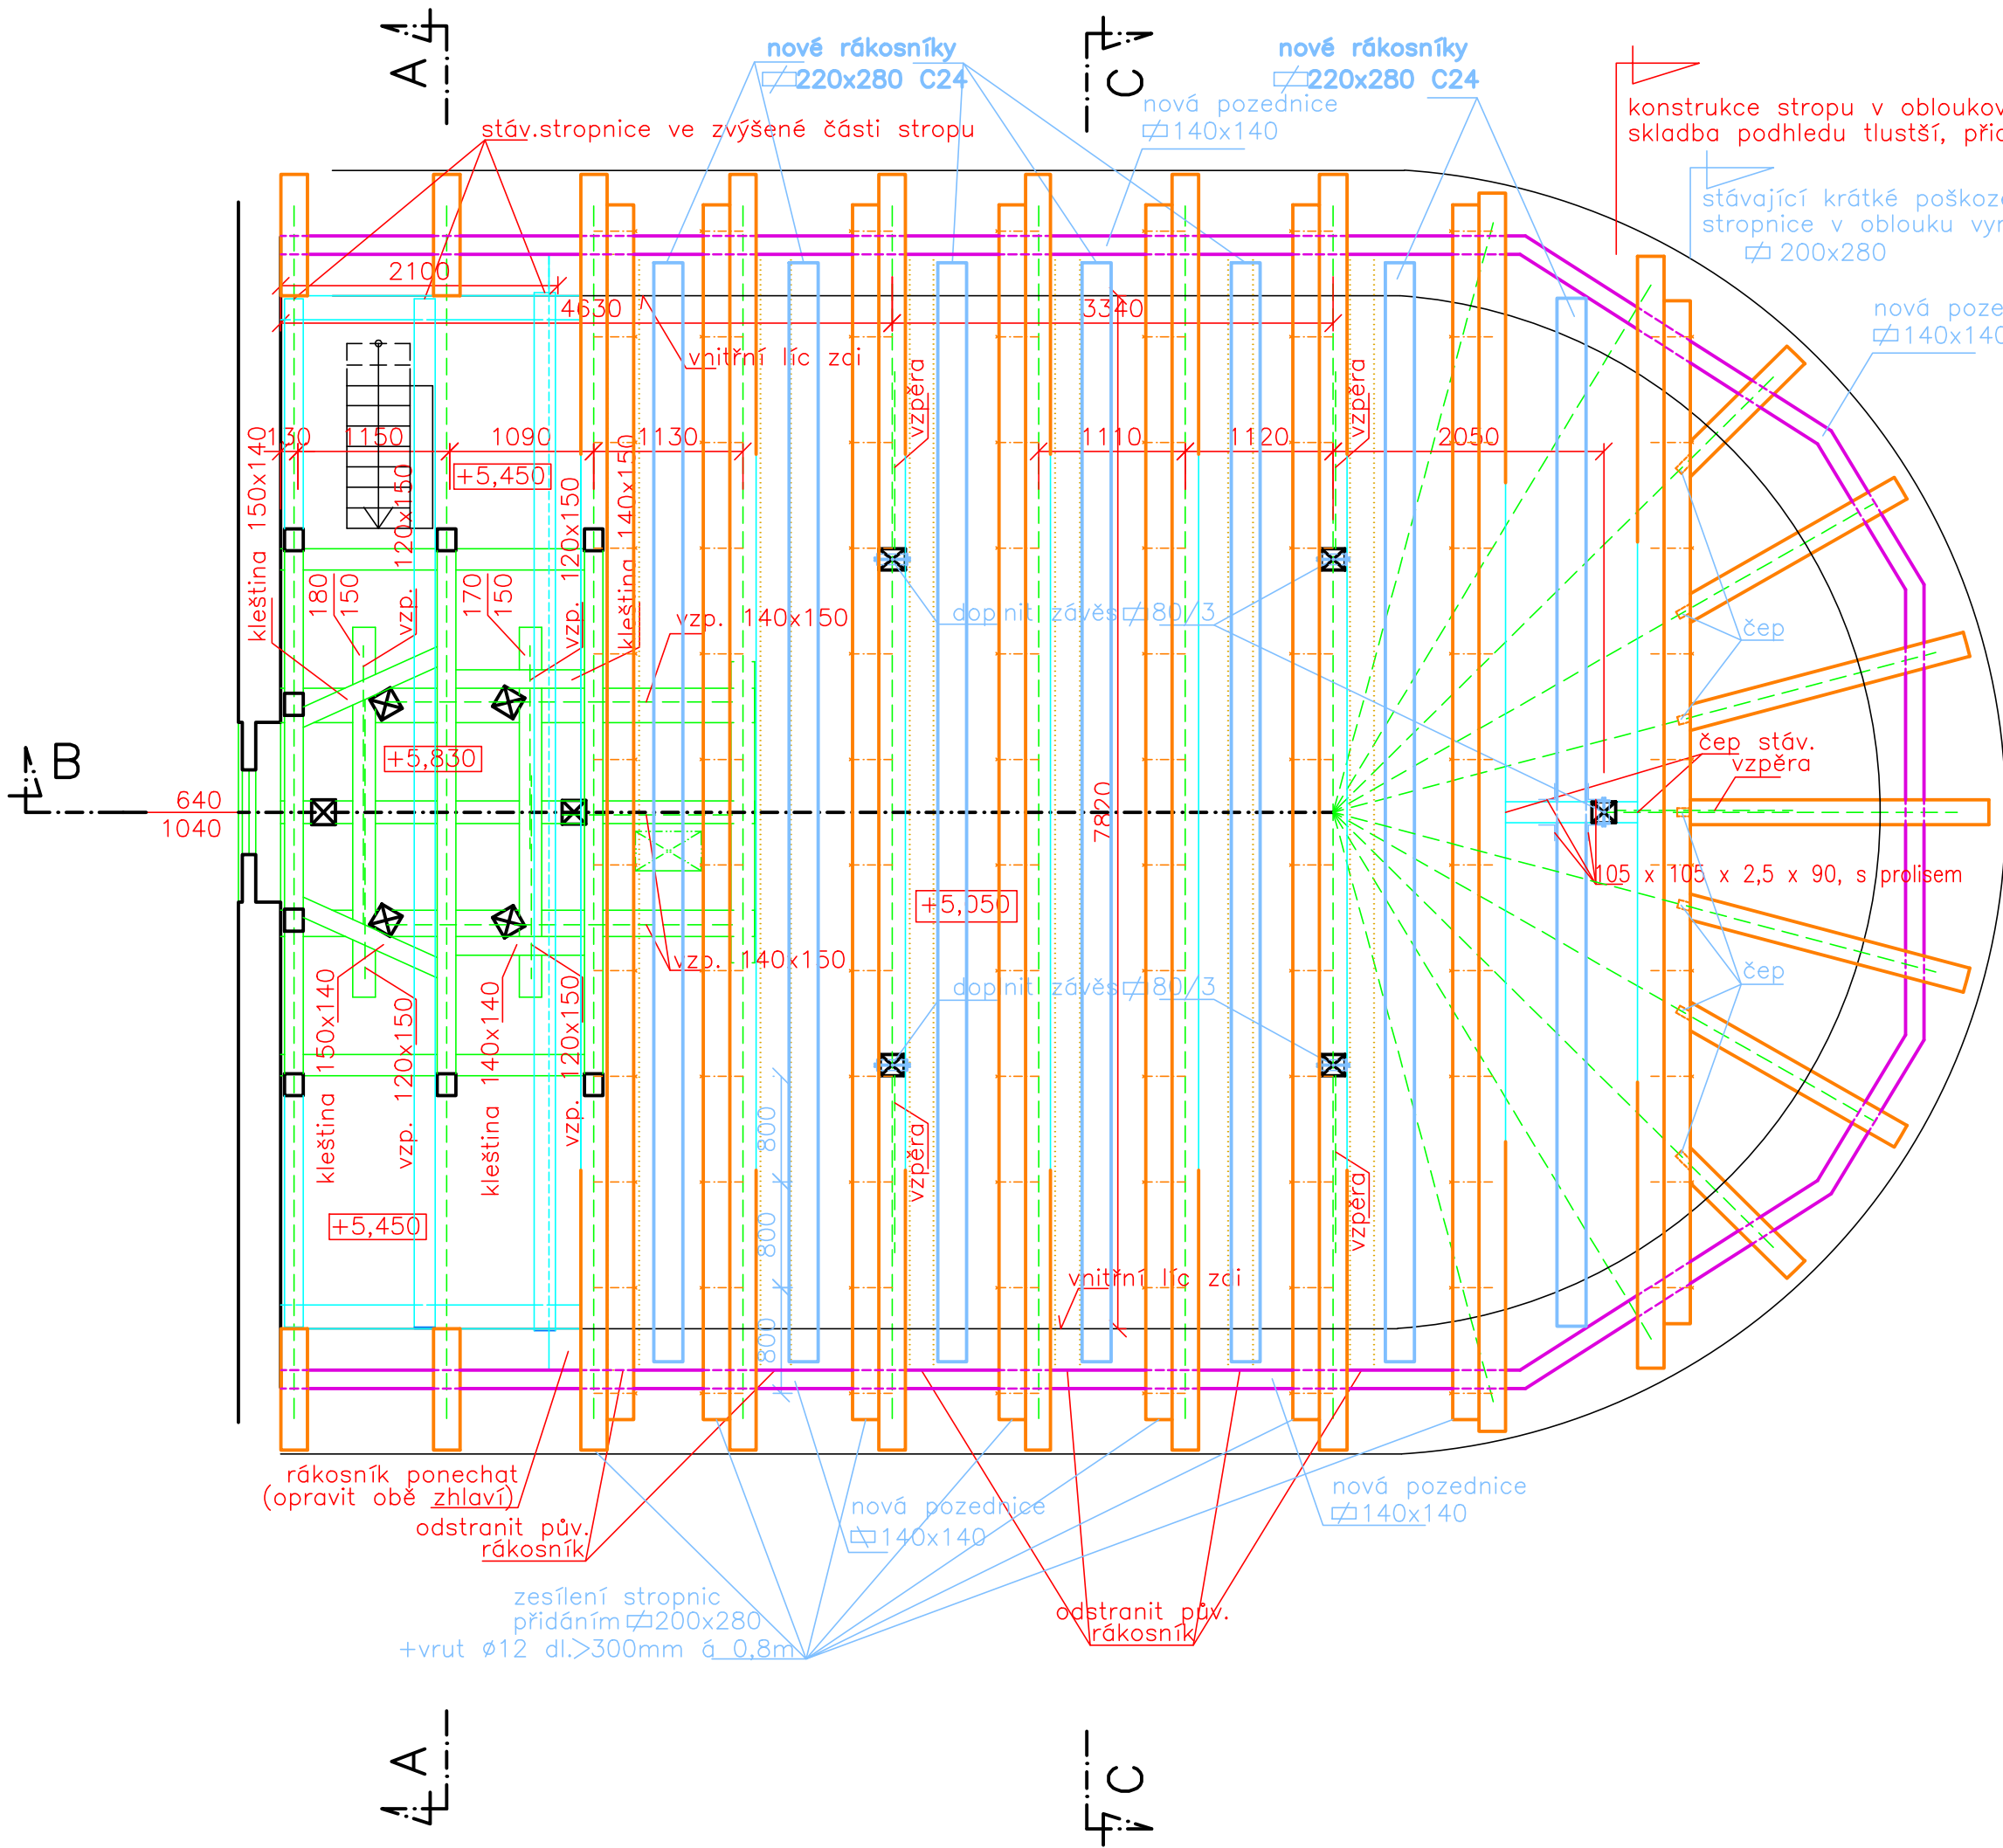 A
C
nové rákosníky
220x280 C24
nové rákosníky
220x280 C24
nová pozednice
140x140
konstrukce stropu v obloukov
skladba podhledu tlustší, přid
stáv.stropnice ve zvýšené části stropu
stávající krátké poškoze
stropnice v oblouku vyr
200x280
nová poze
140x140
2100
4630
3340
vnitřní líc zdi
vzpěra
vzpěra
130
1150
1090
1130
1110
1120
2050
+5,450
kleština 150x140
vzp. 120x150
vzp. 120x150
kleština 140x150
180
150
170
150
vzp. 140x150
doplnit závěs 80/3
čep
B
+5,830
čep stáv.
vzpěra
640
1040
7820
105 x 105 x 2,5 x 90, s prolisem
+5,050
vzp. 140x150
doplnit závěs 80/3
čep
kleština 150x140
vzp. 120x150
kleština 140x140
vzp. 120x150
800
800
800
vzpěra
vzpěra
+5,450
vnitřní líc zdi
rákosník ponechat
(opravit obě zhlaví)
odstranit pův.
rákosník
nová pozednice
140x140
nová pozednice
140x140
zesílení stropnic
přidáním 200x280
+vrut ø12 dl.>300mm á 0,8m
odstranit pův.
rákosník
A
C